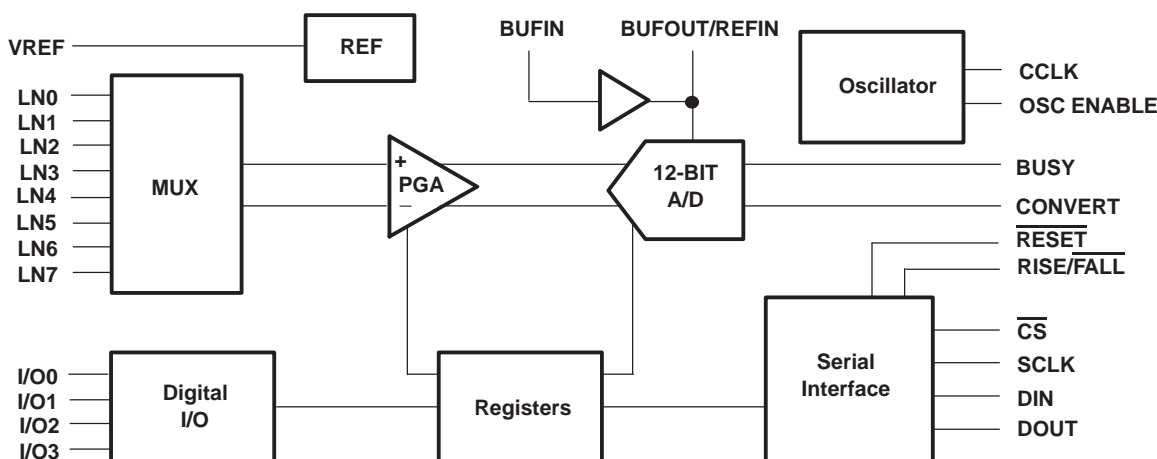 VREF
REF
BUFIN
BUFOUT/REFIN
Oscillator
CCLK
OSC ENABLE
LN0
LN1
LN2
LN3
LN4
LN5
LN6
LN7
MUX
+
PGA
–
12-BIT
A/D
BUSY
CONVERT
RESET
RISE/FALL
I/O0
I/O1
I/O2
I/O3
Digital
I/O
Registers
Serial
Interface
CS
SCLK
DIN
DOUT